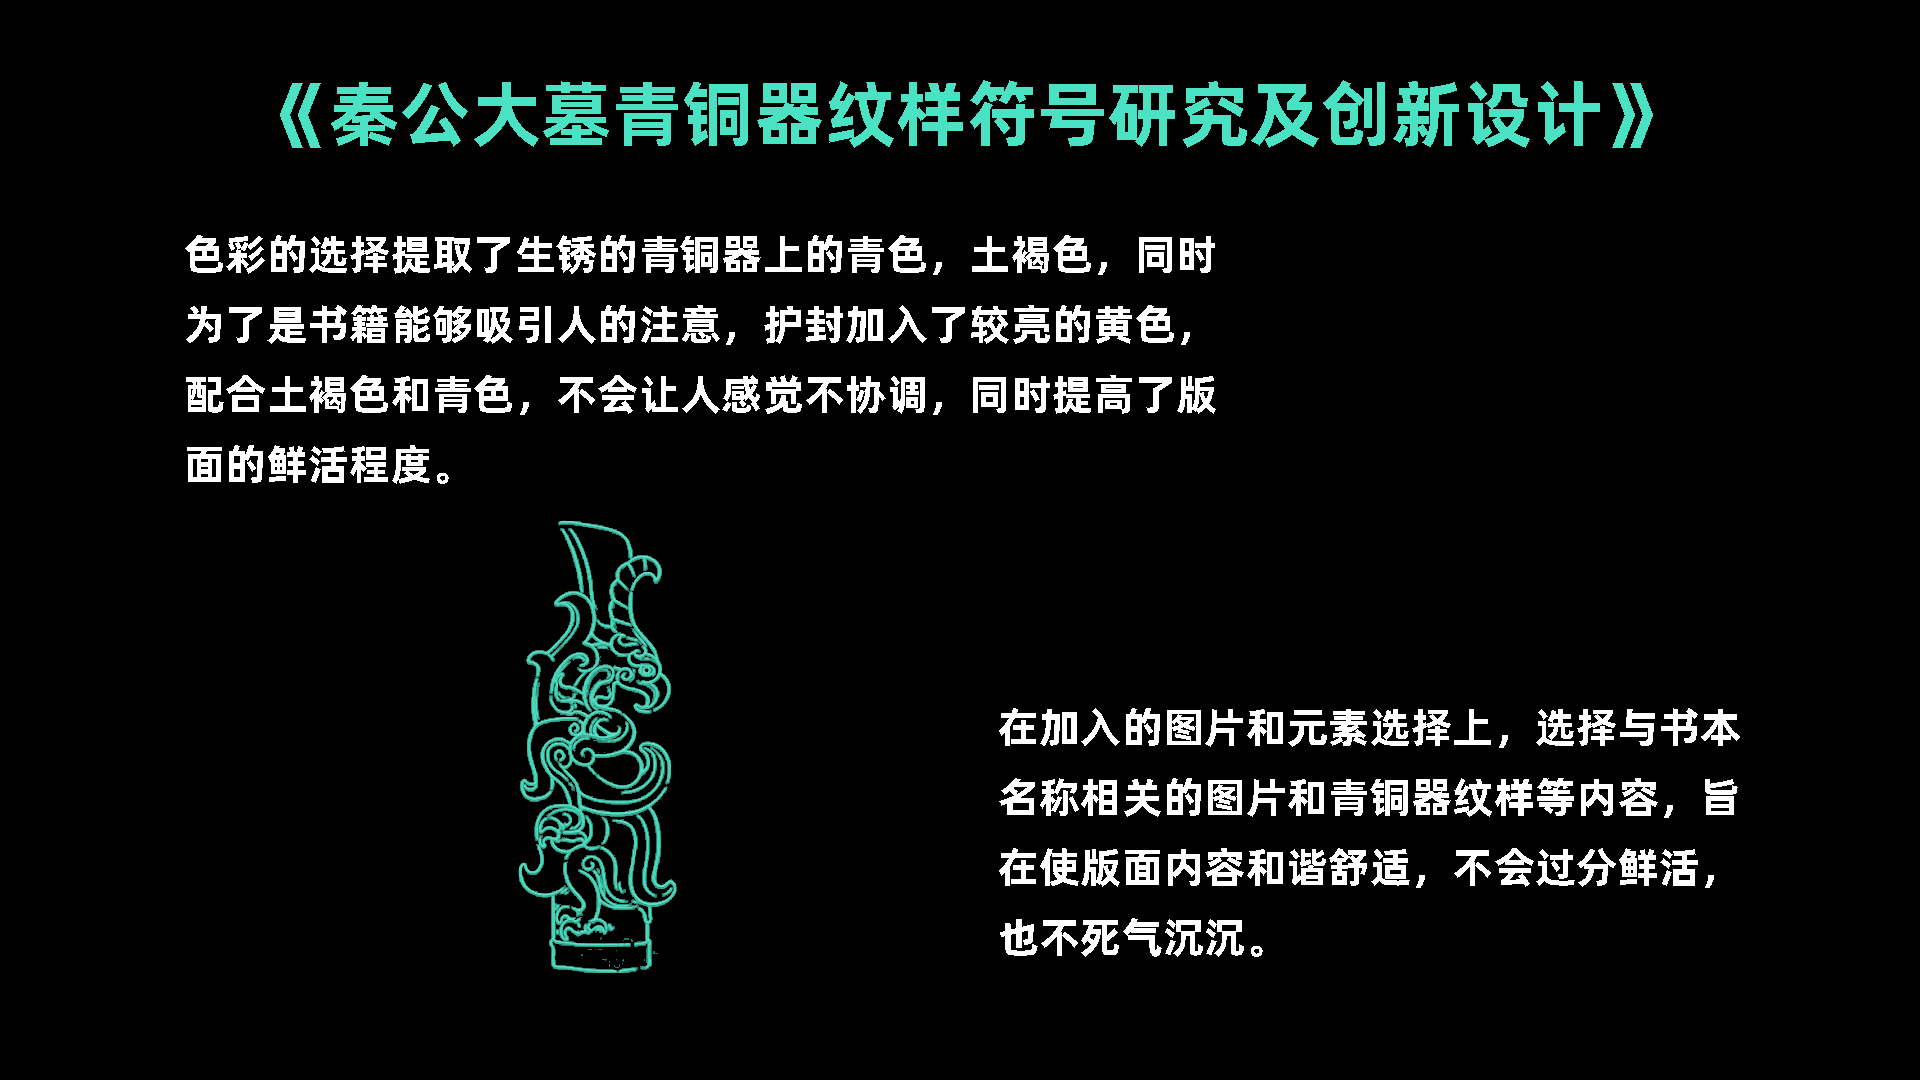 《秦公大墓青铜器纹样符号研究及创新设计》
色彩的选择提取了生锈的青铜器上的青色，土褐色，同时
为了是书籍能够吸引人的注意，护封加入了较亮的黄色，
配合土褐色和青色，不会让人感觉不协调，同时提高了版
面的鲜活程度。
在加入的图片和元素选择上，选择与书本
名称相关的图片和青铜器纹样等内容，旨
在使版面内容和谐舒适，不会过分鲜活，
也不死气沉沉。